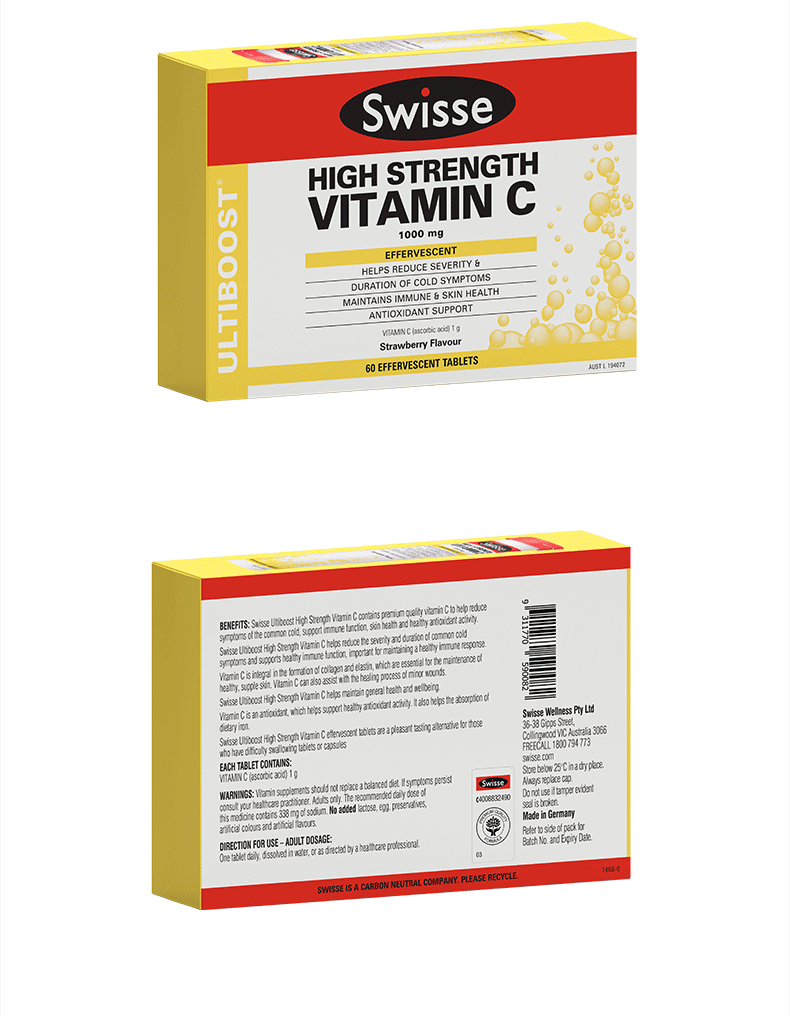 Swisse
ULTIBOOST®
HIGH STRENGTH
VITAMIN C
1000 mg
EFFERVESCENT
HELPS REDUCE SEVERITY &
DURATION OF COLD SYMPTOMS
MAINTAINS IMMUNE & SKIN HEALTH
ANTIOXIDANT SUPPORT
VITAMIN C (ascorbic acid) 1 g
Strawberry Flavour
60 EFFERVESCENT TABLETS
AUST L 194072
BENEFITS: Swisse Ultiboost High Strength Vitamin C contains premium quality vitamin C to help reduce
symptoms of the common cold, support immune function, skin health and healthy antioxidant activity.
Swisse Ultiboost High Strength Vitamin C helps reduce the severity and duration of common cold
symptoms and supports healthy immune function, important for maintaining a healthy immune response.
Vitamin C is integral in the formation of collagen and elastin, which are essential for the maintenance of
healthy, supple skin. Vitamin C can also assist with the healing process of minor wounds.
Swisse Ultiboost High Strength Vitamin C helps maintain general health and wellbeing.
Vitamin C is an antioxidant, which helps support healthy antioxidant activity. It also helps the absorption of
dietary iron.
Swisse Ultiboost High Strength Vitamin C effervescent tablets are a pleasant tasting alternative for those
who have difficulty swallowing tablets or capsules
EACH TABLET CONTAINS:
VITAMIN C (ascorbic acid) 1 g
WARNINGS: Vitamin supplements should not replace a balanced diet. If symptoms persist
consult your healthcare practitioner. Adults only. The recommended daily dose of
this medicine contains 338 mg of sodium. No added lactose, egg, preservatives,
artificial colours and artificial flavours.
DIRECTION FOR USE – ADULT DOSAGE:
One tablet daily, dissolved in water, or as directed by a healthcare professional.
Swisse
c4008832490
PREMIUM QUALITY
FORMULA
03
9 311770 590082
Swisse Wellness Pty Ltd
36-38 Gipps Street,
Collingwood VIC Australia 3066
FREECALL 1800 794 773
swisse.com
Store below 25°C in a dry place.
Always replace cap.
Do not use if tamper evident
seal is broken.
Made in Germany
Refer to side of pack for
Batch No. and Expiry Date.
SWISSE IS A CARBON NEUTRAL COMPANY. PLEASE RECYCLE.
1458-0